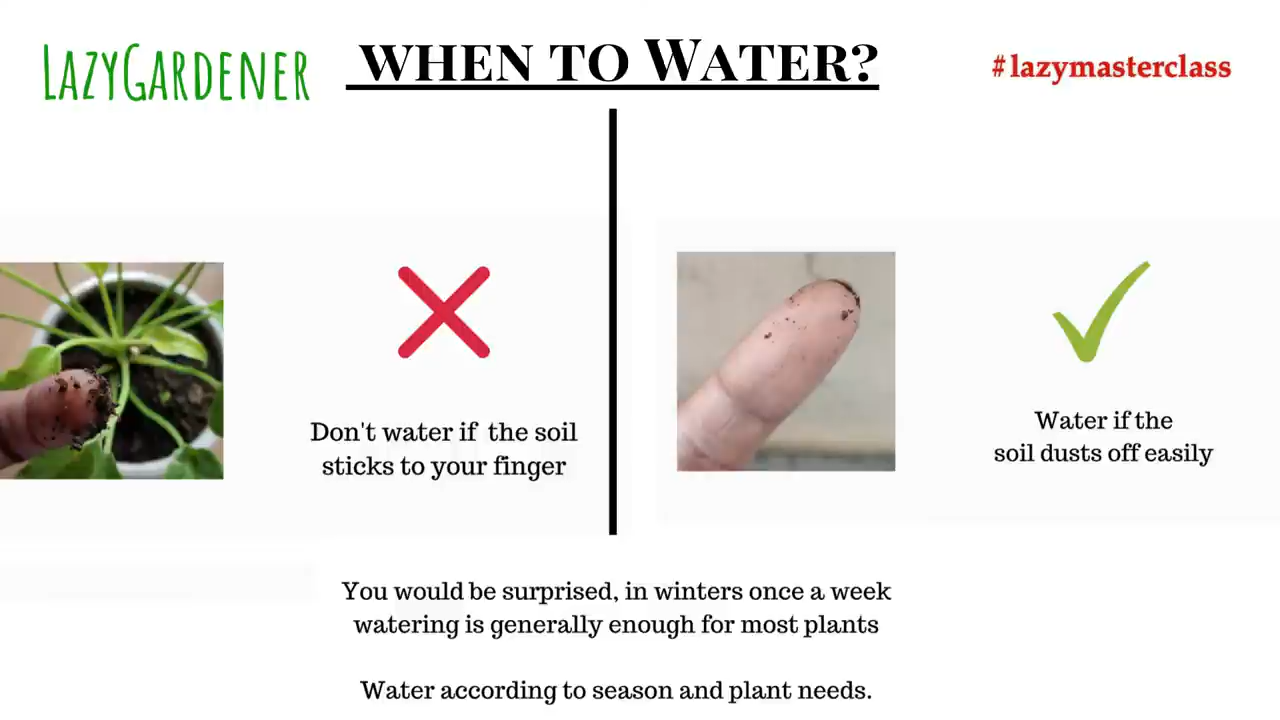 LazyGardener
When to Water?
#lazymasterclass
Don't water if the soil
sticks to your finger
Water if the
soil dusts off easily
You would be surprised, in winters once a week
watering is generally enough for most plants
Water according to season and plant needs.